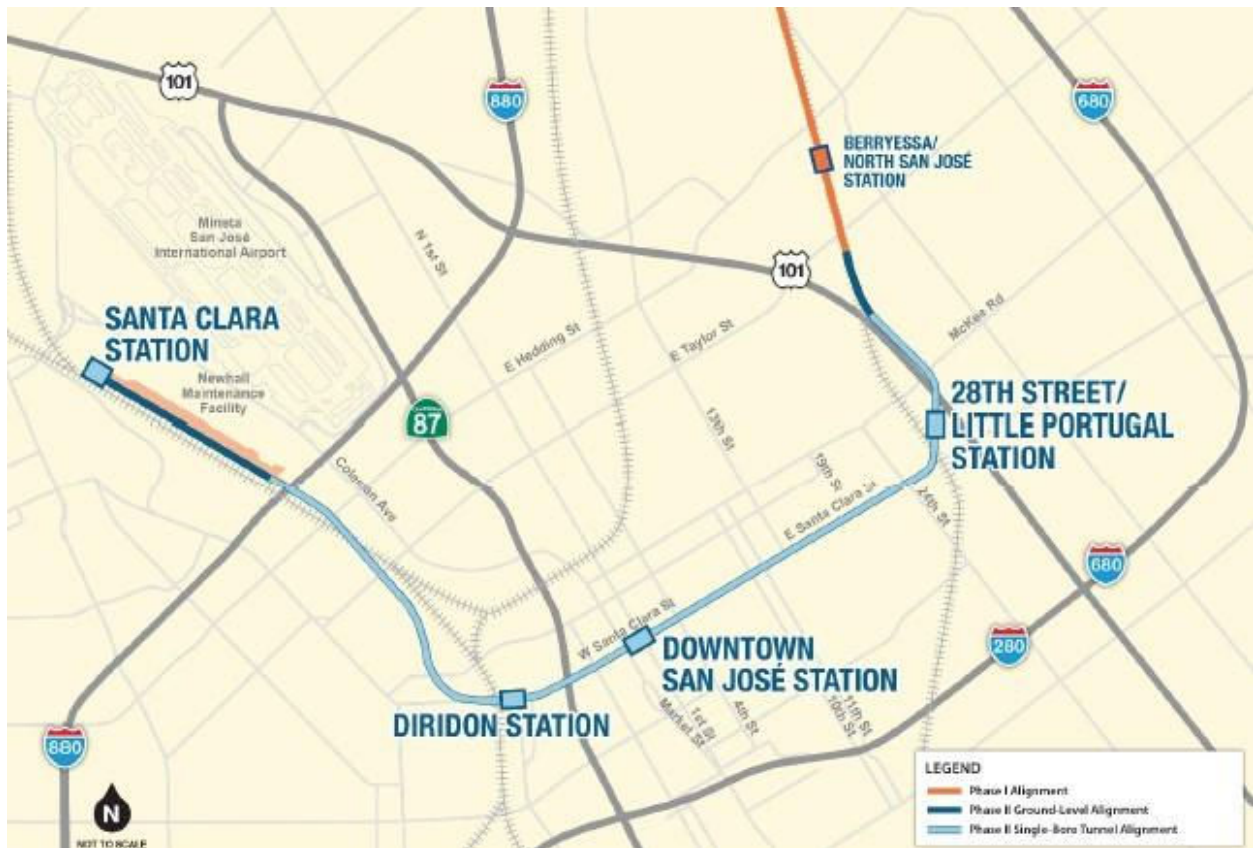 101
880
680
BERRYESSA/
NORTH SAN JOSÉ
STATION
Mineta
San José
International Airport
N 1st St
101
SANTA CLARA
STATION
E Hedding St
E Taylor St
McKee Rd
Newhall
Maintenance
Facility
CALIFORNIA
87
13th St
28TH STREET/
LITTLE PORTUGAL
STATION
Coleman Ave
19th St
24th St
E Santa Clara St
680
W Santa Clara St
DOWNTOWN
SAN JOSÉ STATION
280
DIRIDON STATION
Market St
1st St
4th St
10th St
11th St
880
N
NOT TO SCALE
LEGEND
Phase I Alignment
Phase II Ground-Level Alignment
Phase II Single-Bore Tunnel Alignment